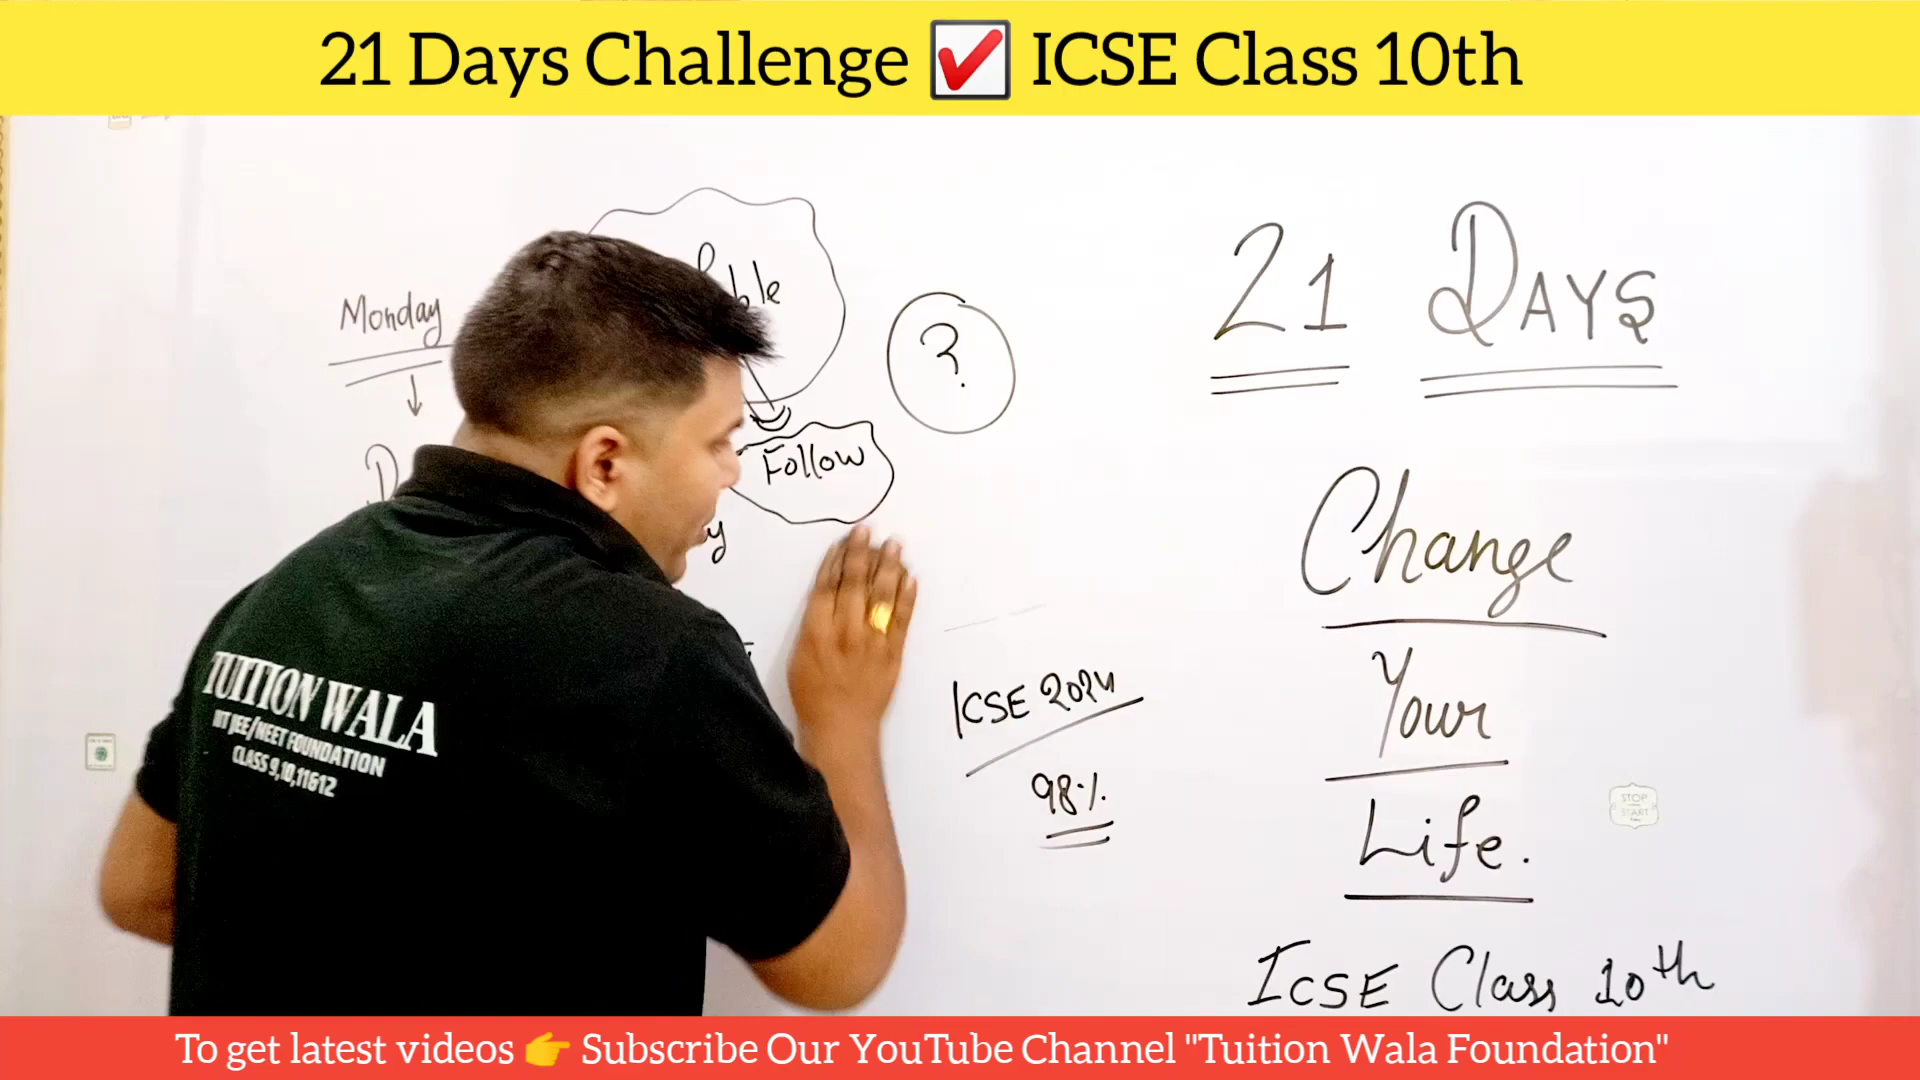 21 Days Challenge ✅ ICSE Class 10th
Monday
?
Follow
21 DAYS
Change
Your
Life.
ICSE 2024
98%
ICSE Class 10th
TUITION WALA
IIT JEE/NEET FOUNDATION
CLASS 9,10,11&12
STOP
START
To get latest videos 👉 Subscribe Our YouTube Channel "Tuition Wala Foundation"